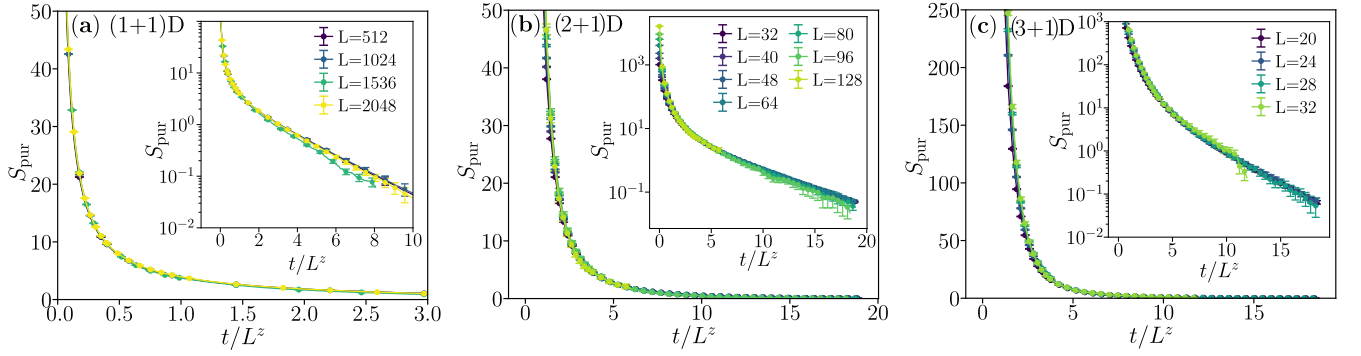 (a) (1+1)D
50
40
30
20
10
0
S_pur
0.0 0.5 1.0 1.5 2.0 2.5 3.0
t/L^z
10^1
10^0
10^-1
10^-2
S_pur
0 2 4 6 8 10
t/L^z
L=512
L=1024
L=1536
L=2048
(b) (2+1)D
50
40
30
20
10
0
S_pur
0 5 10 15 20
t/L^z
10^3
10^1
10^-1
S_pur
0 5 10 15 20
t/L^z
L=32 L=80
L=40 L=96
L=48 L=128
L=64
(c) (3+1)D
250
200
150
100
50
0
S_pur
0 5 10 15
t/L^z
10^3
10^2
10^1
10^0
10^-1
10^-2
S_pur
0 5 10 15
t/L^z
L=20
L=24
L=28
L=32